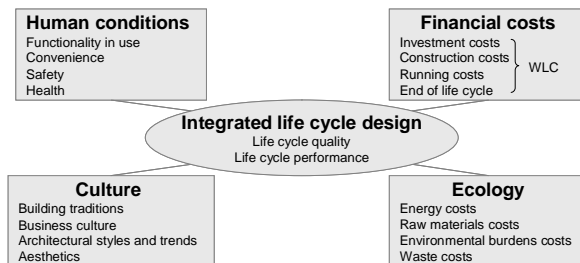 Human conditions
Functionality in use
Convenience
Safety
Health
Financial costs
Investment costs
Construction costs
Running costs
End of life cycle
WLC
Integrated life cycle design
Life cycle quality
Life cycle performance
Culture
Building traditions
Business culture
Architectural styles and trends
Aesthetics
Ecology
Energy costs
Raw materials costs
Environmental burdens costs
Waste costs